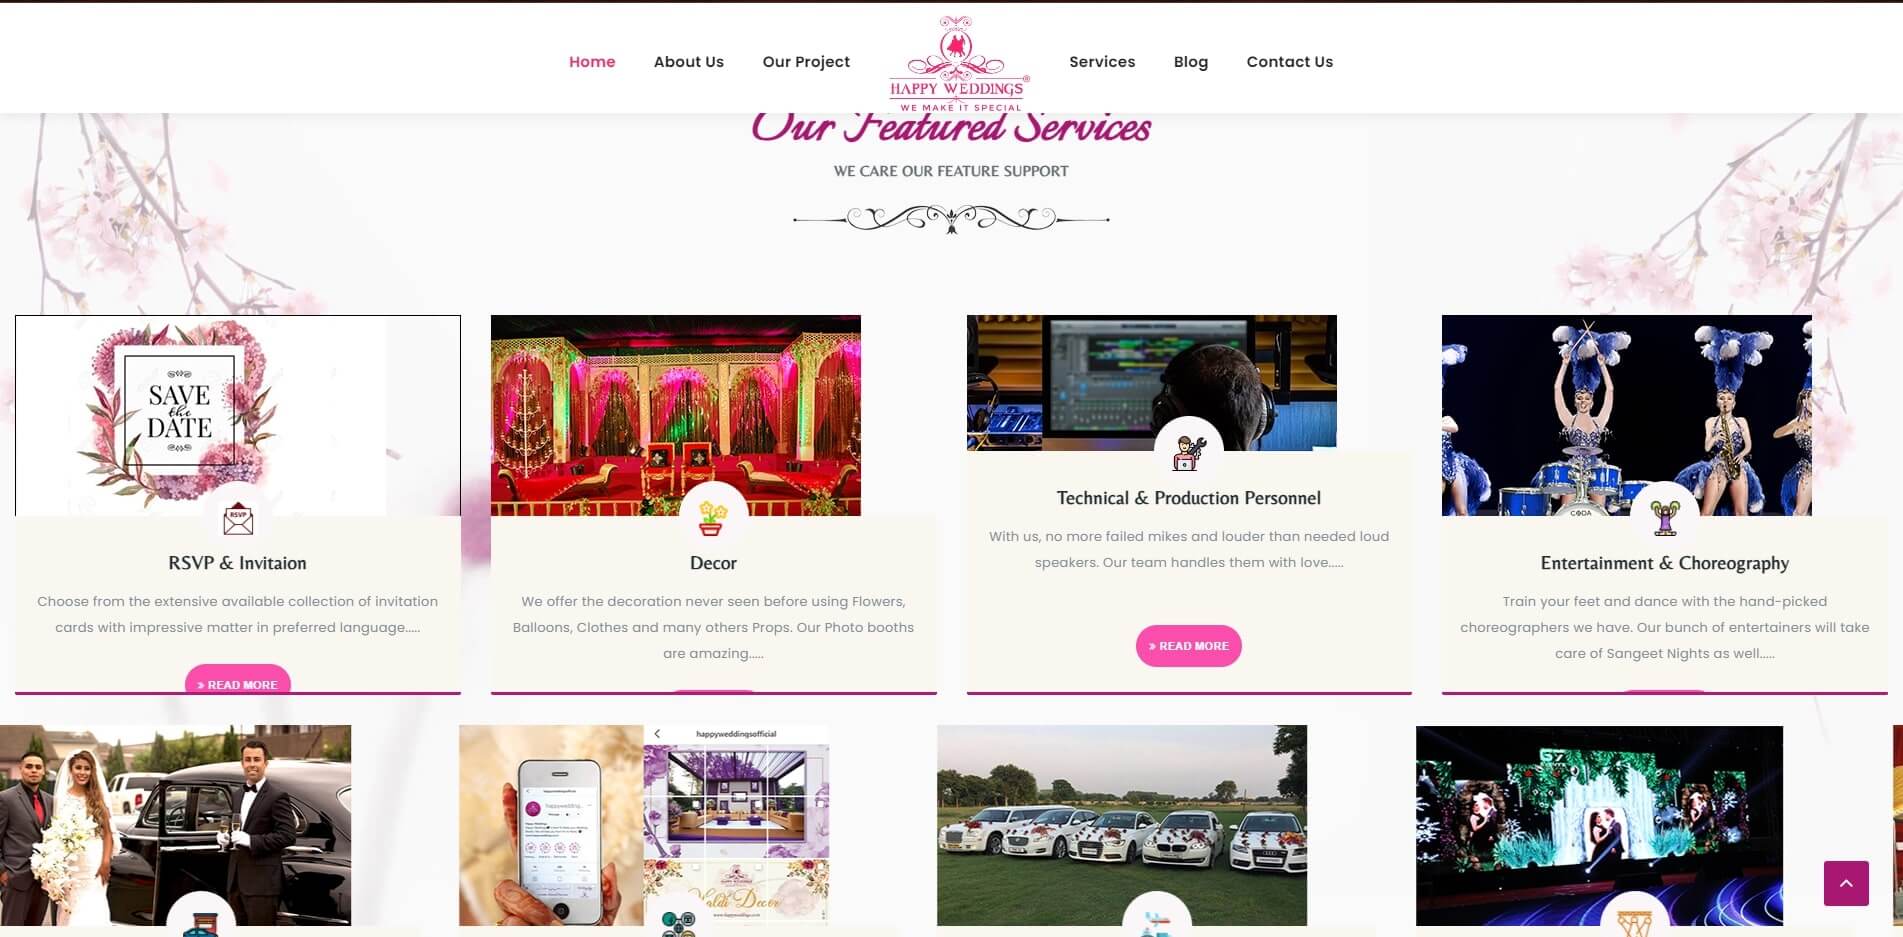 Home
About Us
Our Project
HAPPY WEDDINGS®
WE MAKE IT SPECIAL
Services
Blog
Contact Us
Our Featured Services
WE CARE OUR FEATURE SUPPORT
SAVE
the
DATE
RSVP
RSVP & Invitaion
Choose from the extensive available collection of invitation
cards with impressive matter in preferred language.....
» READ MORE
Decor
We offer the decoration never seen before using Flowers,
Balloons, Clothes and many others Props. Our Photo booths
are amazing.....
Technical & Production Personnel
With us, no more failed mikes and louder than needed loud
speakers. Our team handles them with love.....
» READ MORE
Entertainment & Choreography
Train your feet and dance with the hand-picked
choreographers we have. Our bunch of entertainers will take
care of Sangeet Nights as well.....
happyweddingsofficial
Haldi Decor